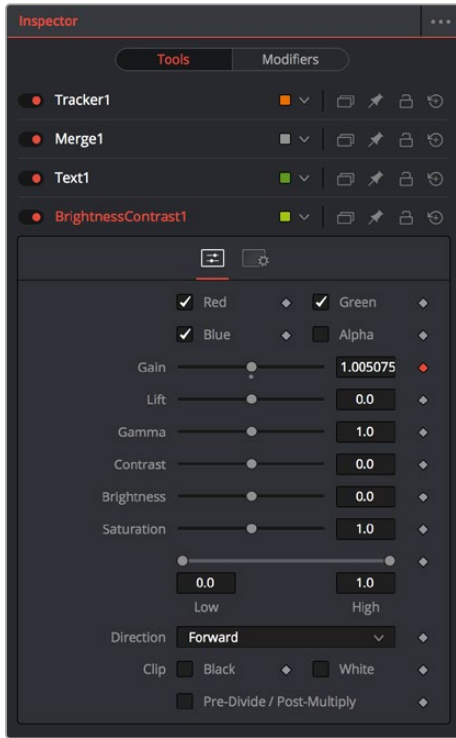 Inspector
Tools Modifiers
Tracker1
Merge1
Text1
BrightnessContrast1
Red Green
Blue Alpha
Gain 1.005075
Lift 0.0
Gamma 1.0
Contrast 0.0
Brightness 0.0
Saturation 1.0
0.0 1.0
Low High
Direction Forward
Clip Black White
Pre-Divide / Post-Multiply